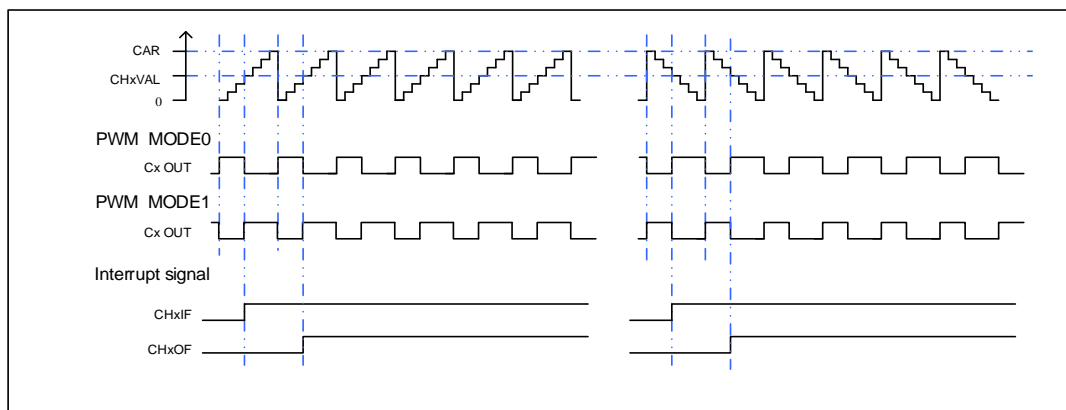 CAR
CHxVAL
0
PWM MODE0
Cx OUT
PWM MODE1
Cx OUT
Interrupt signal
CHxIF
CHxOF